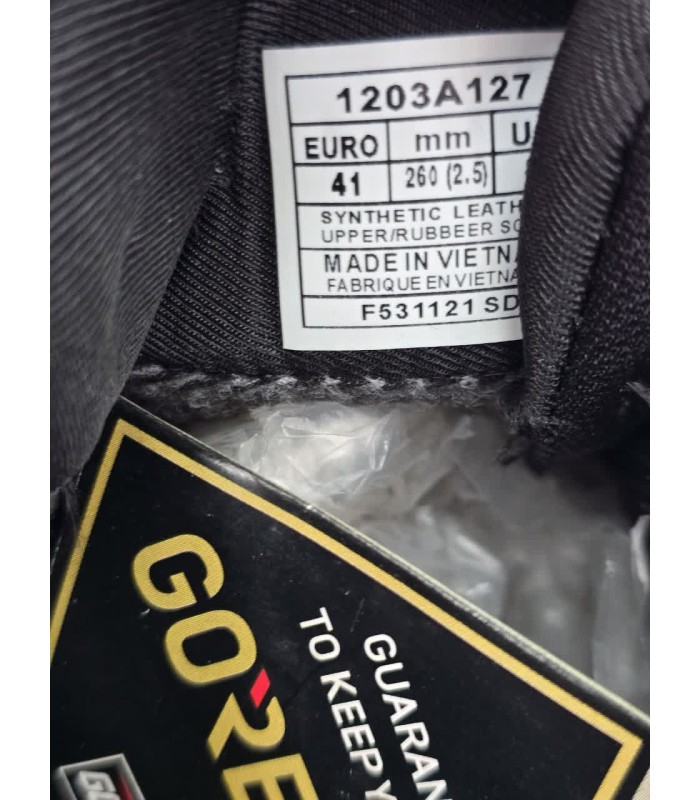 1203A127
EURO mm U
41 260 (2.5)
SYNTHETIC LEATH
UPPER/RUBBEER SO
MADE IN VIETNA
FABRIQUE EN VIETNA
F531121 SD
GORE
GUARAN
TO KEEP Y